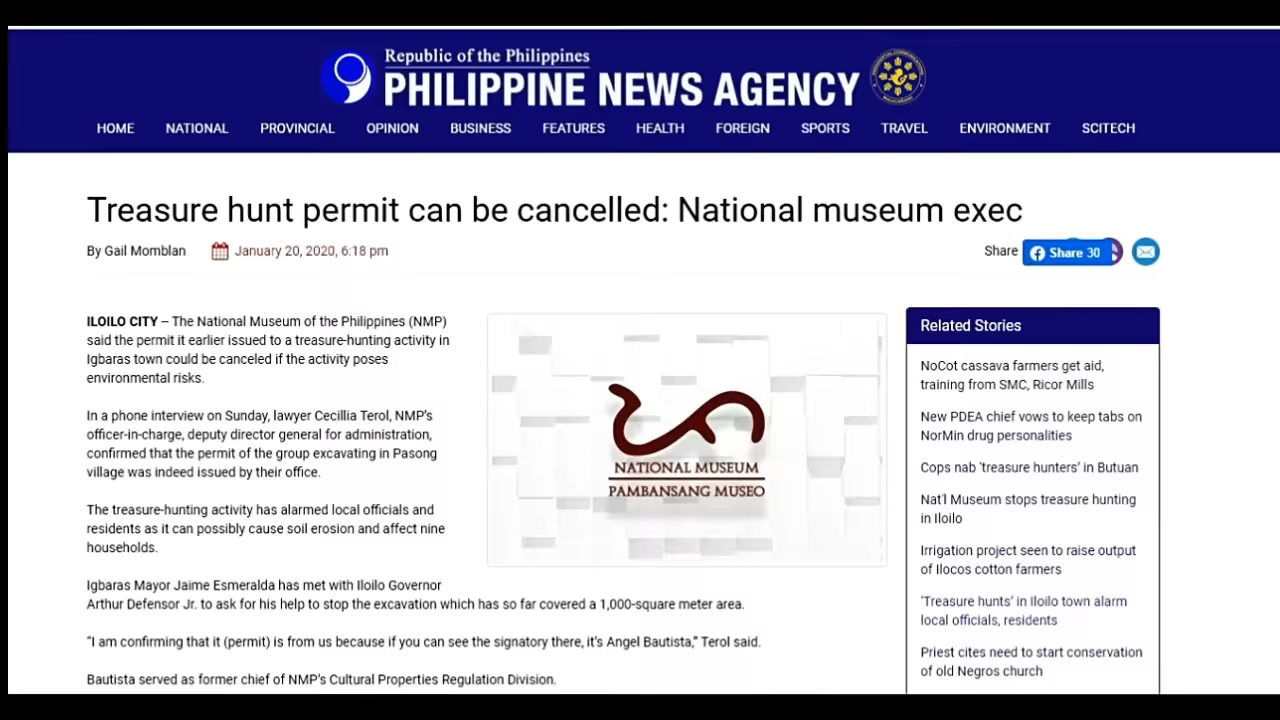 Republic of the Philippines
PHILIPPINE NEWS AGENCY
HOME NATIONAL PROVINCIAL OPINION BUSINESS FEATURES HEALTH FOREIGN SPORTS TRAVEL ENVIRONMENT SCITECH
Treasure hunt permit can be cancelled: National museum exec
By Gail Momblan January 20, 2020, 6:18 pm
Share Share 30
ILOILO CITY – The National Museum of the Philippines (NMP)
said the permit it earlier issued to a treasure-hunting activity in
Igbaras town could be canceled if the activity poses
environmental risks.
In a phone interview on Sunday, lawyer Cecillia Terol, NMP’s
officer-in-charge, deputy director general for administration,
confirmed that the permit of the group excavating in Pasong
village was indeed issued by their office.
The treasure-hunting activity has alarmed local officials and
residents as it can possibly cause soil erosion and affect nine
households.
Igbaras Mayor Jaime Esmeralda has met with Iloilo Governor
Arthur Defensor Jr. to ask for his help to stop the excavation which has so far covered a 1,000-square meter area.
“I am confirming that it (permit) is from us because if you can see the signatory there, it’s Angel Bautista,” Terol said.
Bautista served as former chief of NMP’s Cultural Properties Regulation Division.
NATIONAL MUSEUM
PAMBANSANG MUSEO
Related Stories
NoCot cassava farmers get aid,
training from SMC, Ricor Mills
New PDEA chief vows to keep tabs on
NorMin drug personalities
Cops nab ‘treasure hunters’ in Butuan
Nat’l Museum stops treasure hunting
in Iloilo
Irrigation project seen to raise output
of Ilocos cotton farmers
‘Treasure hunts’ in Iloilo town alarm
local officials, residents
Priest cites need to start conservation
of old Negros church